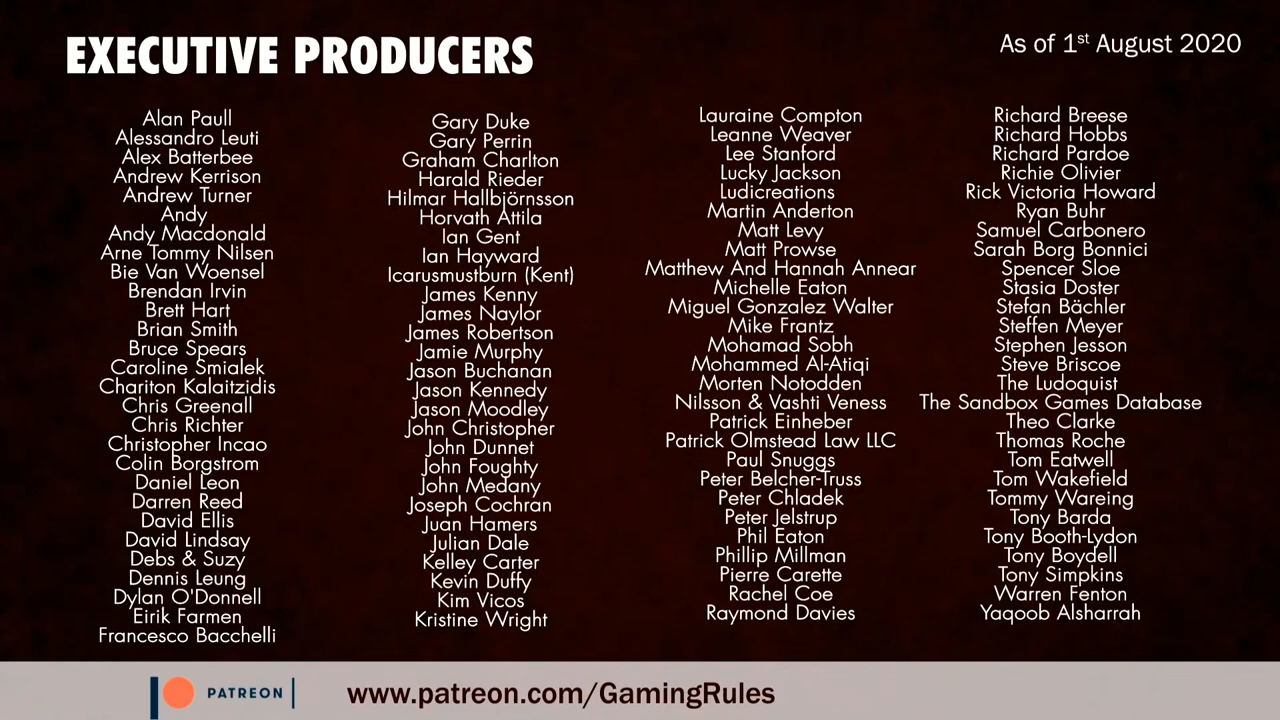 EXECUTIVE PRODUCERS
As of 1st August 2020
Alan Paull
Alessandro Leuti
Alex Batterbee
Andrew Kerrison
Andrew Turner
Andy
Andy Macdonald
Arne Tommy Nilsen
Bie Van Woensel
Brendan Irvin
Brett Hart
Brian Smith
Bruce Spears
Caroline Smialek
Chariton Kalaitzidis
Chris Greenall
Chris Richter
Christopher Incao
Colin Borgstrom
Daniel Leon
Darren Reed
David Ellis
David Lindsay
Debs & Suzy
Dennis Leung
Dylan O'Donnell
Eirik Farmen
Francesco Bacchelli
Gary Duke
Gary Perrin
Graham Charlton
Harald Rieder
Hilmar Hallbjörnsson
Horvath Attila
Ian Gent
Ian Hayward
Icarusmustburn (Kent)
James Kenny
James Naylor
James Robertson
Jamie Murphy
Jason Buchanan
Jason Kennedy
Jason Moodley
John Christopher
John Dunnet
John Foughty
John Medany
Joseph Cochran
Juan Hamers
Julian Dale
Kelley Carter
Kevin Duffy
Kim Vicos
Kristine Wright
Lauraine Compton
Leanne Weaver
Lee Stanford
Lucky Jackson
Ludicreations
Martin Anderton
Matt Levy
Matt Prowse
Matthew And Hannah Annear
Michelle Eaton
Miguel Gonzalez Walter
Mike Frantz
Mohamad Sobh
Mohammed Al-Atiqi
Morten Notodden
Nilsson & Vashti Veness
Patrick Einheber
Patrick Olmstead Law LLC
Paul Snuggs
Peter Belcher-Truss
Peter Chladek
Peter Jelstrup
Phil Eaton
Phillip Millman
Pierre Carette
Rachel Coe
Raymond Davies
Richard Breese
Richard Hobbs
Richard Pardoe
Richie Olivier
Rick Victoria Howard
Ryan Buhr
Samuel Carbonero
Sarah Borg Bonnici
Spencer Sloe
Stasia Doster
Stefan Bächler
Steffen Meyer
Stephen Jesson
Steve Briscoe
The Ludoquist
The Sandbox Games Database
Theo Clarke
Thomas Roche
Tom Eatwell
Tom Wakefield
Tommy Wareing
Tony Barda
Tony Booth-Lydon
Tony Boydell
Tony Simpkins
Warren Fenton
Yaqoob Alsharrah
PATREON
www.patreon.com/GamingRules